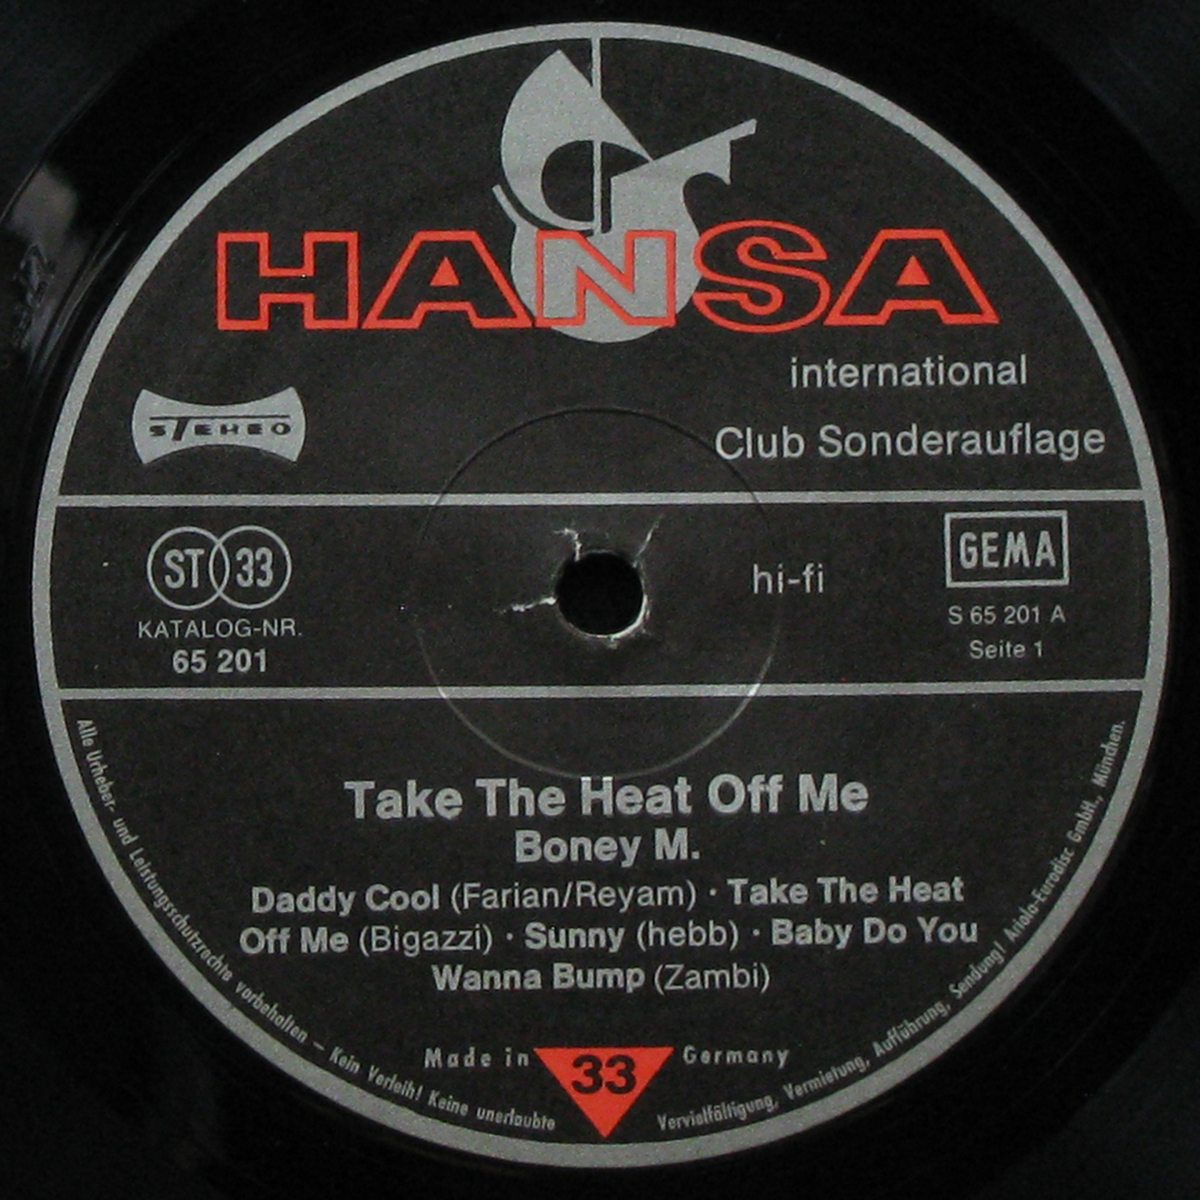 HANSA
international
STEREO
Club Sonderauflage
ST 33
KATALOG-NR.
65 201
hi-fi
GEMA
S 65 201 A
Seite 1
Take The Heat Off Me
Boney M.
Daddy Cool (Farian/Reyam) · Take The Heat
Off Me (Bigazzi) · Sunny (hebb) · Baby Do You
Wanna Bump (Zambi)
Made in 33 Germany
Alle Urheber- und Leistungsschutzrechte vorbehalten – Kein Verleih! Keine unerlaubte Vervielfältigung, Vermietung, Aufführung, Sendung! Ariola-Eurodisc GmbH., München.